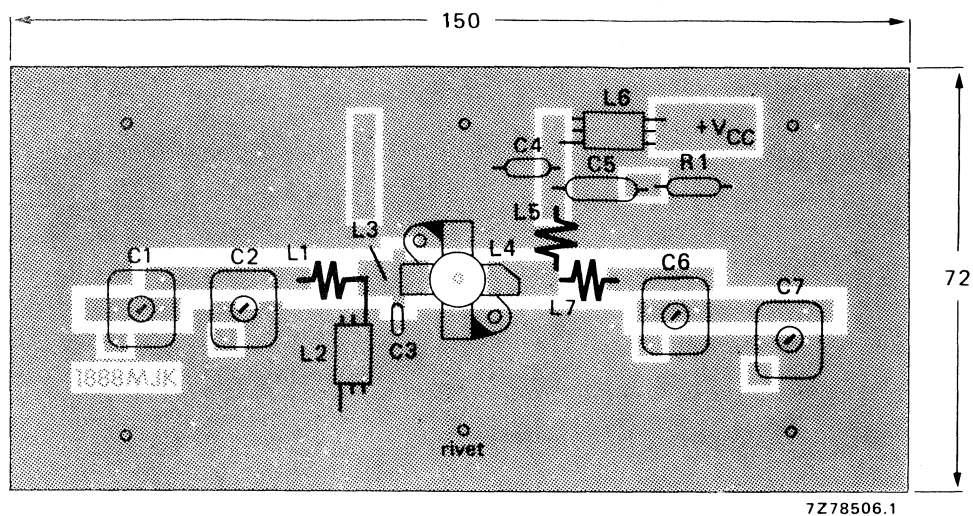 150
L6
+VCC
C4
C5
R1
L5
L3
L4
C1
C2
L1
C6
C7
72
L7
L2
C3
1888MJK
rivet
7Z78506.1